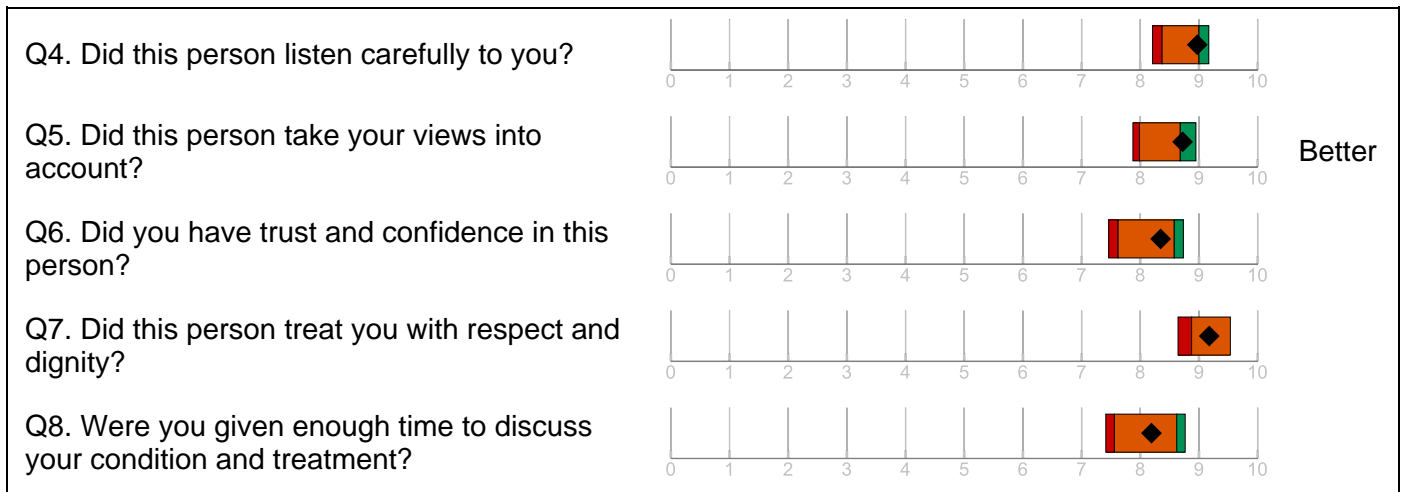 Q4. Did this person listen carefully to you?
0 1 2 3 4 5 6 7 8 9 10
Q5. Did this person take your views into
account?
Better
0 1 2 3 4 5 6 7 8 9 10
Q6. Did you have trust and confidence in this
person?
0 1 2 3 4 5 6 7 8 9 10
Q7. Did this person treat you with respect and
dignity?
0 1 2 3 4 5 6 7 8 9 10
Q8. Were you given enough time to discuss
your condition and treatment?
0 1 2 3 4 5 6 7 8 9 10